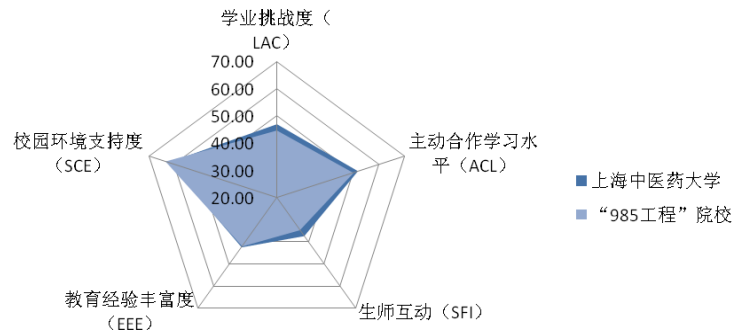 学业挑战度（
LAC）
70.00
60.00
50.00
40.00
30.00
20.00
校园环境支持度
（SCE）
主动合作学习水
平（ACL）
教育经验丰富度
（EEE）
生师互动（SFI）
上海中医药大学
“985工程”院校